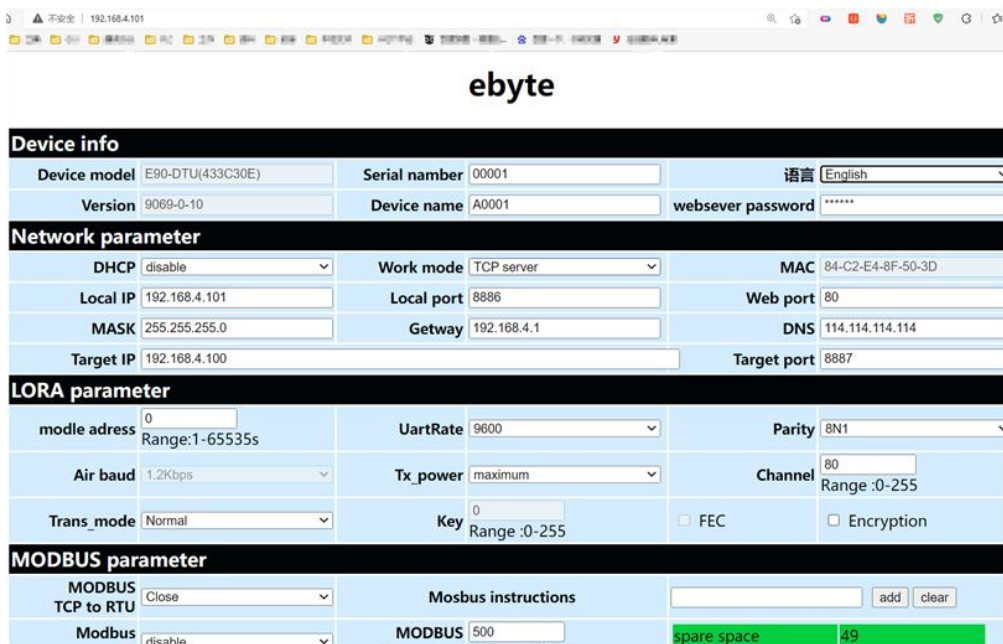 不安全 | 192.168.4.101
ebyte
Device info
Device model E90-DTU(433C30E) Serial namber 00001 语言 English
Version 9069-0-10 Device name A0001 websever password ******
Network parameter
DHCP disable Work mode TCP server MAC 84-C2-E4-8F-50-3D
Local IP 192.168.4.101 Local port 8886 Web port 80
MASK 255.255.255.0 Getway 192.168.4.1 DNS 114.114.114.114
Target IP 192.168.4.100 Target port 8887
LORA parameter
modle adress 0 Range:1-65535s UartRate 9600 Parity 8N1
Air baud 1.2Kbps Tx_power maximum Channel 80 Range :0-255
Trans_mode Normal Key 0 Range :0-255 FEC Encryption
MODBUS parameter
MODBUS TCP to RTU Close Mosbus instructions add clear
Modbus disable MODBUS 500 spare space 49